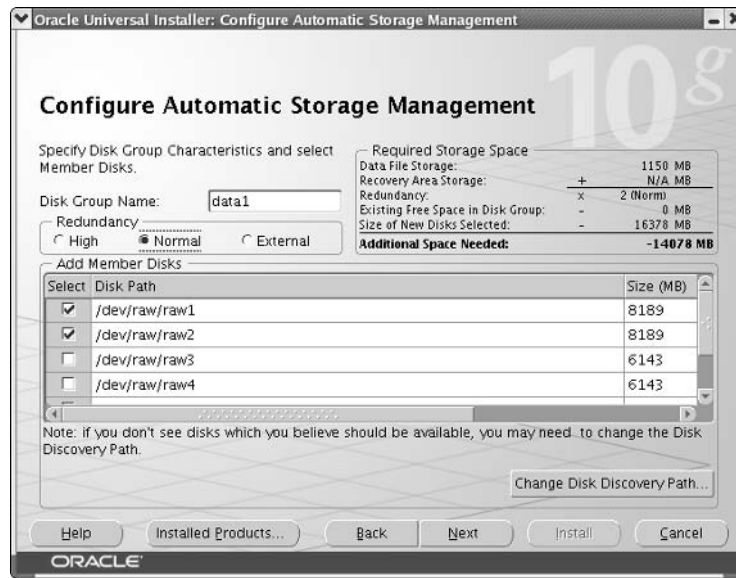 Oracle Universal Installer: Configure Automatic Storage Management
10g
Configure Automatic Storage Management
Specify Disk Group Characteristics and select
Member Disks.
Disk Group Name: data1
Redundancy
High Normal External
Required Storage Space
Data File Storage: 1150 MB
Recovery Area Storage: + N/A MB
Redundancy: x 2 (Norm)
Existing Free Space in Disk Group: - 0 MB
Size of New Disks Selected: - 16378 MB
Additional Space Needed: -14078 MB
Add Member Disks
Select Disk Path Size (MB)
/dev/raw/raw1 8189
/dev/raw/raw2 8189
/dev/raw/raw3 6143
/dev/raw/raw4 6143
Note: if you don't see disks which you believe should be available, you may need to change the Disk
Discovery Path.
Change Disk Discovery Path...
Help Installed Products... Back Next Install Cancel
ORACLE